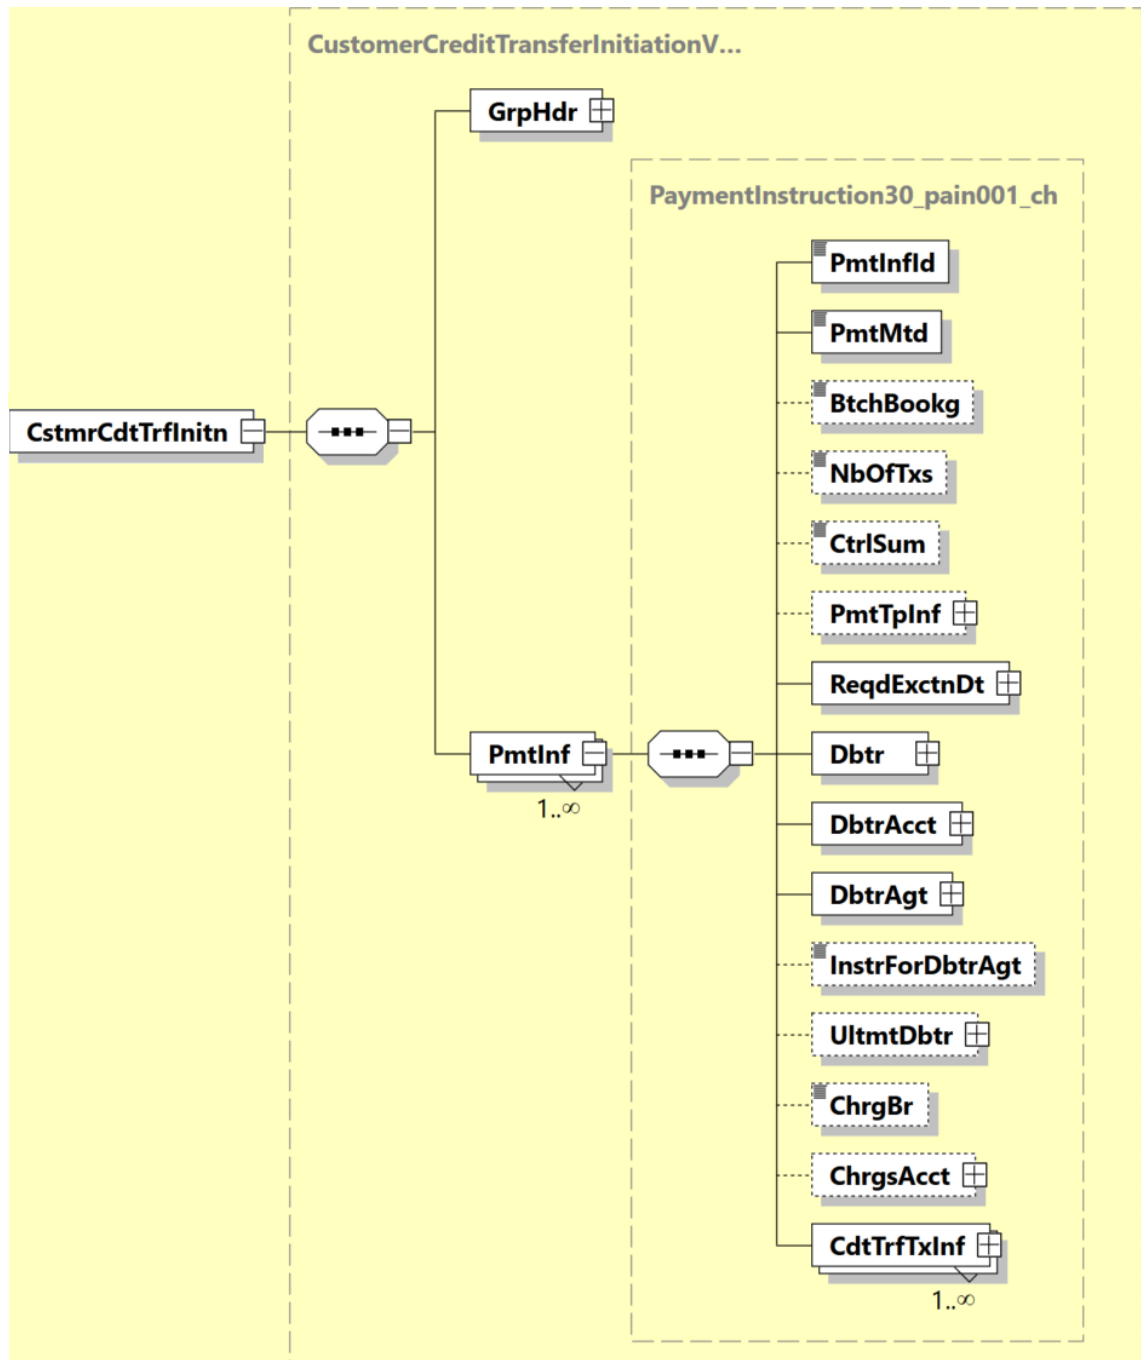 CustomerCreditTransferInitiationV...
GrpHdr
PaymentInstruction30_pain001_ch
PmtInfId
PmtMtd
BtchBookg
CstmrCdtTrfInitn
NbOfTxs
CtrlSum
PmtTpInf
ReqdExctnDt
PmtInf
Dbtr
1..∞
DbtrAcct
DbtrAgt
InstrForDbtrAgt
UltmtDbtr
ChrgBr
ChrgsAcct
CdtTrfTxInf
1..∞